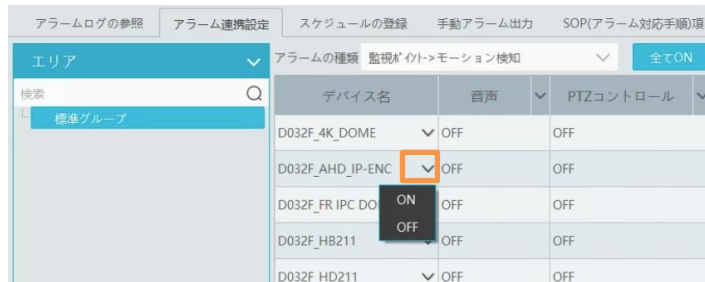 アラームログの参照 アラーム連携設定 スケジュールの登録 手動アラーム出力 SOP(アラーム対応手順)項
エリア アラームの種類 監視ﾎﾟｲﾝﾄ->モーション検知 全てON
検索 デバイス名 音声 PTZコントロール
標準グループ
D032F_4K_DOME OFF OFF
D032F_AHD_IP-ENC OFF OFF
D032F_FR IPC DO ON OFF OFF
OFF
D032F_HB211 OFF OFF
D032F_HD211 OFF OFF